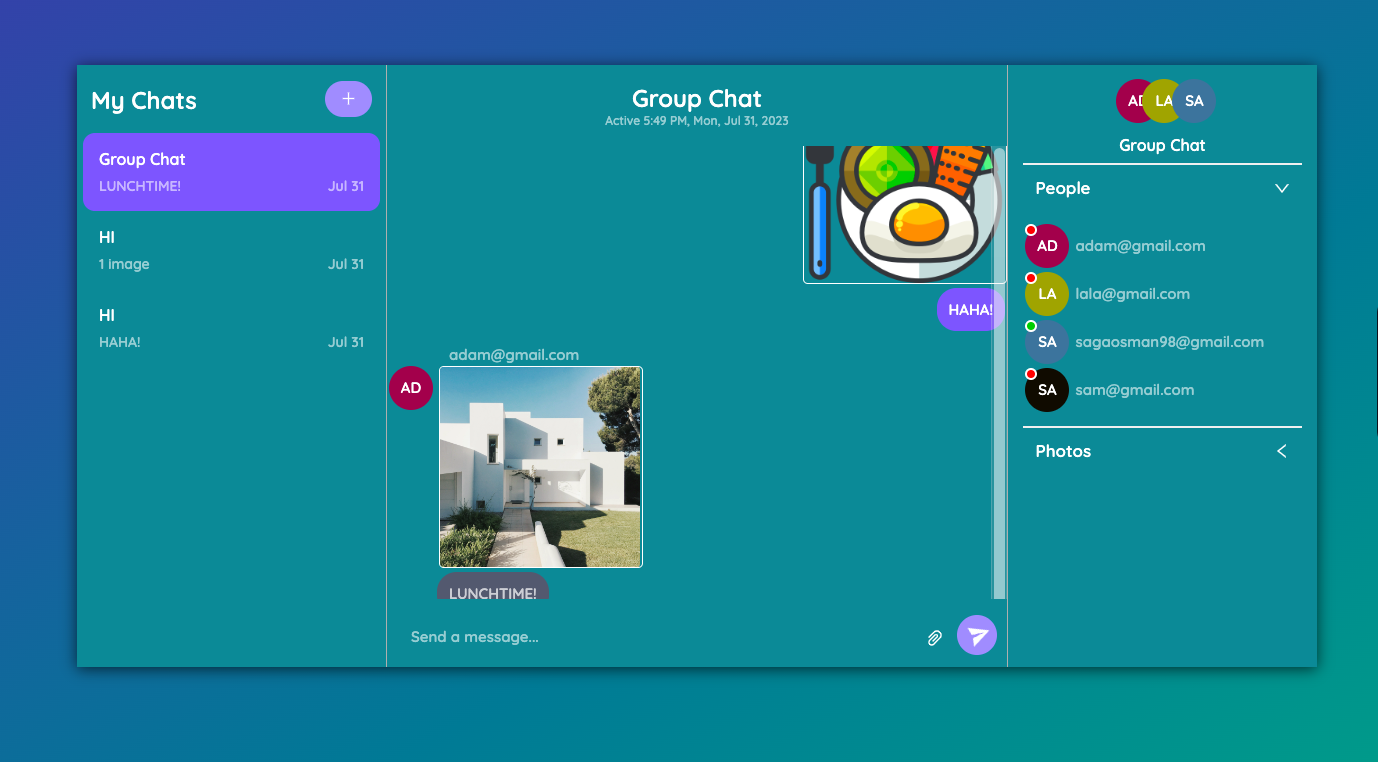 My Chats
+
Group Chat
LUNCHTIME! Jul 31
HI
1 image Jul 31
HI
HAHA! Jul 31
Group Chat
Active 5:49 PM, Mon, Jul 31, 2023
HAHA!
adam@gmail.com
AD
LUNCHTIME!
Send a message...
AD LA SA
Group Chat
People
AD adam@gmail.com
LA lala@gmail.com
SA sagaosman98@gmail.com
SA sam@gmail.com
Photos